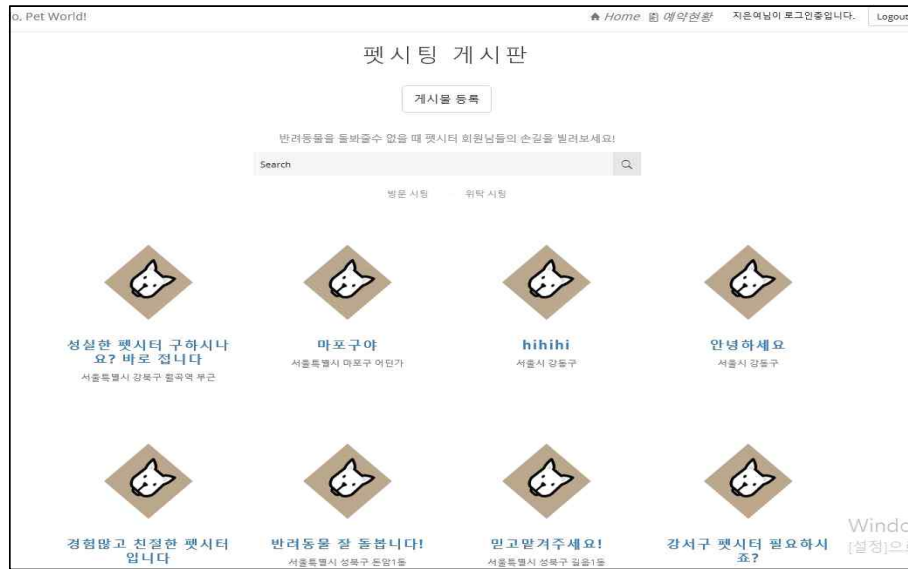 o, Pet World!
Home 예약현황 지은여님이 로그인중입니다. Logout
펫시팅 게시판
게시물 등록
반려동물을 돌봐줄수 없을 때 펫시터 회원님들의 손길을 빌려보세요!
Search
방문 시팅 위탁 시팅
성실한 펫시터 구하시나
요? 바로 접니다
서울특별시 강북구 월곡역 부근
마포구야
서울특별시 마포구 어딘가
hihihi
서울시 강동구
안녕하세요
서울시 강동구
경험많고 친절한 펫시터
입니다
반려동물 잘 돌봅니다!
서울특별시 성북구 돈암1동
믿고맡겨주세요!
서울특별시 성북구 길음1동
강서구 펫시터 필요하시
죠?
Windo
[설정]으로